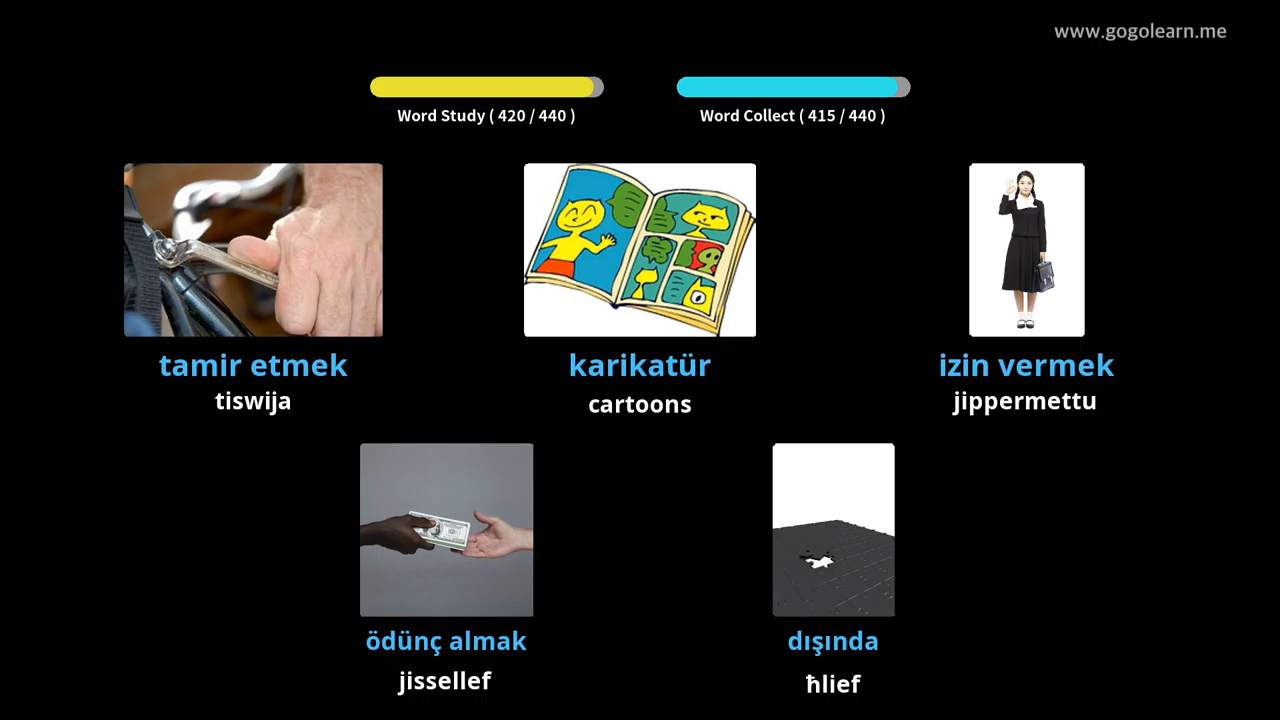 www.gogolearn.me
Word Study ( 420 / 440 )
Word Collect ( 415 / 440 )
tamir etmek
tiswija
karikatür
cartoons
izin vermek
jippermettu
ödünç almak
jissellef
dışında
ħlief